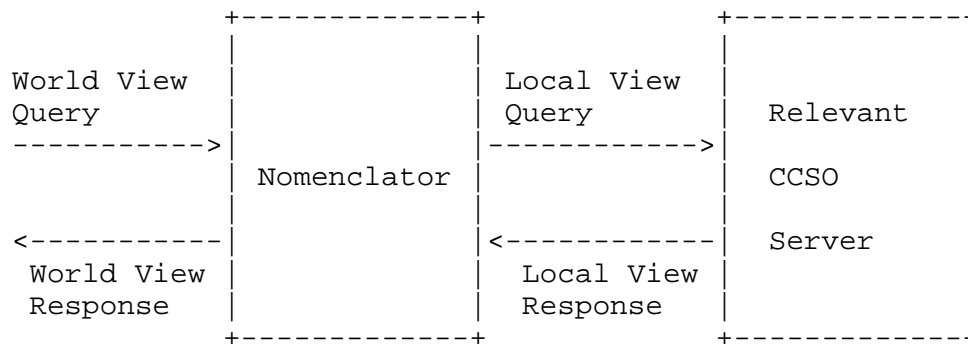 World View
Query
Local View
Query
Nomenclator
Relevant
CCSO
Server
World View
Response
Local View
Response